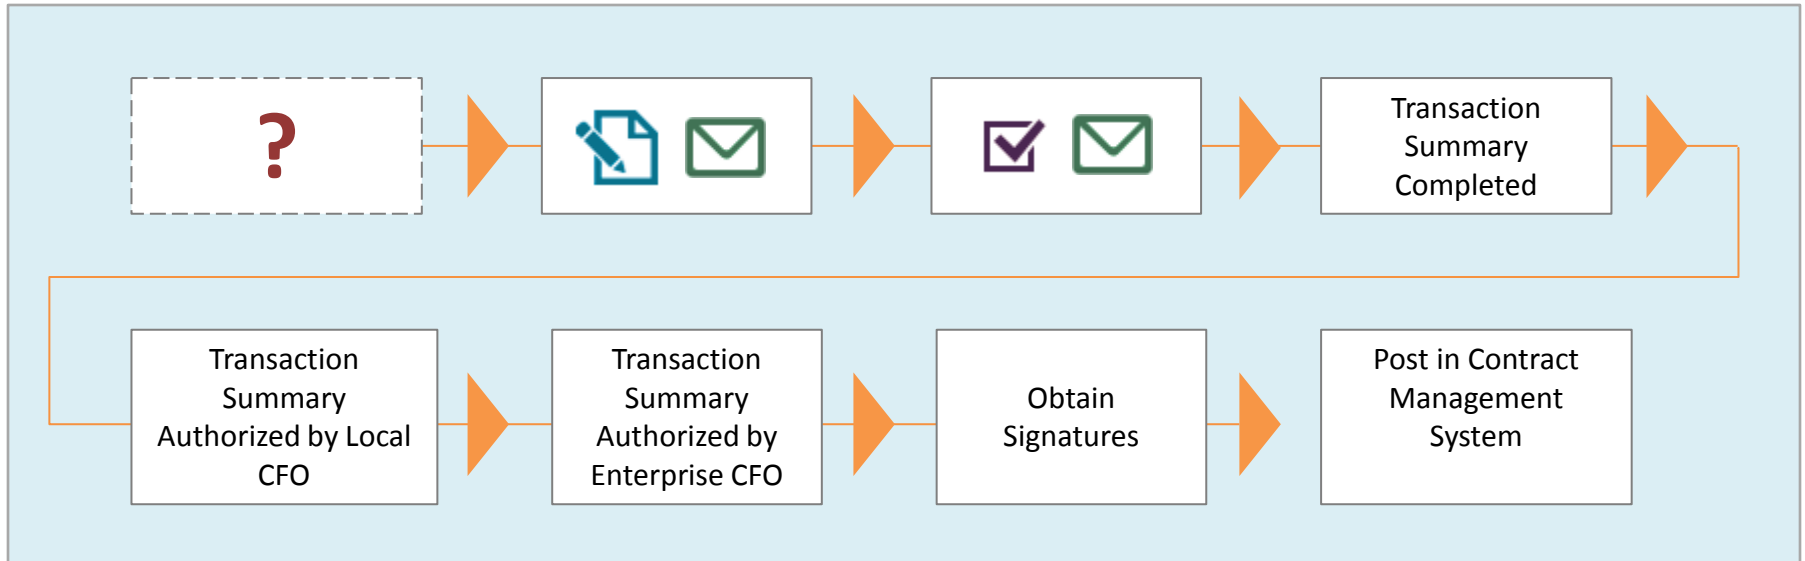 ?
Transaction
Summary
Completed
Transaction
Summary
Authorized by Local
CFO
Transaction
Summary
Authorized by
Enterprise CFO
Obtain
Signatures
Post in Contract
Management
System